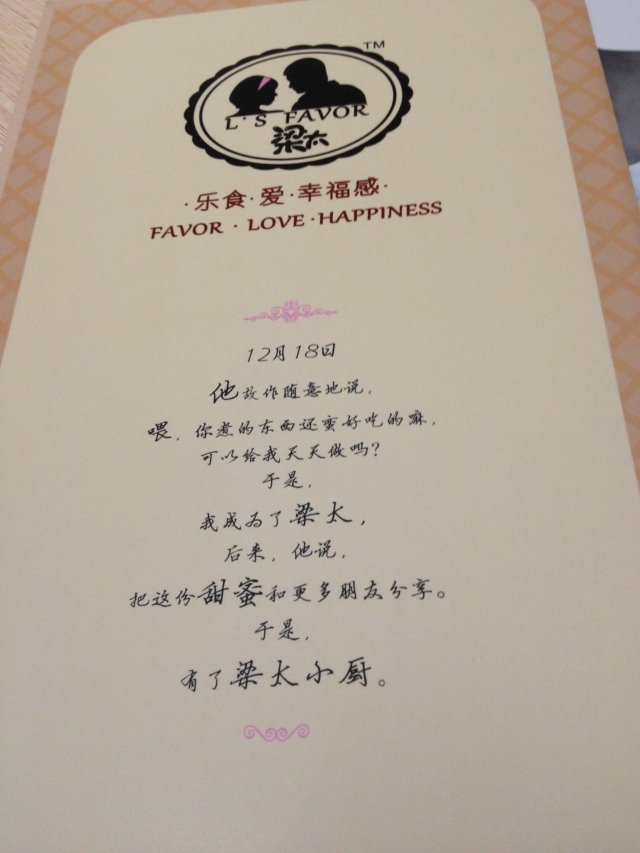 TM
L·S FAVOR
梁太
·乐食·爱·幸福感·
FAVOR · LOVE · HAPPINESS
12月18日
他故作随意地说，
喂，你煮的东西还蛮好吃的嘛，
可以给我天天做吗？
于是，
我成为了梁太，
后来，他说，
把这份甜蜜和更多朋友分享。
于是，
有了梁太小厨。